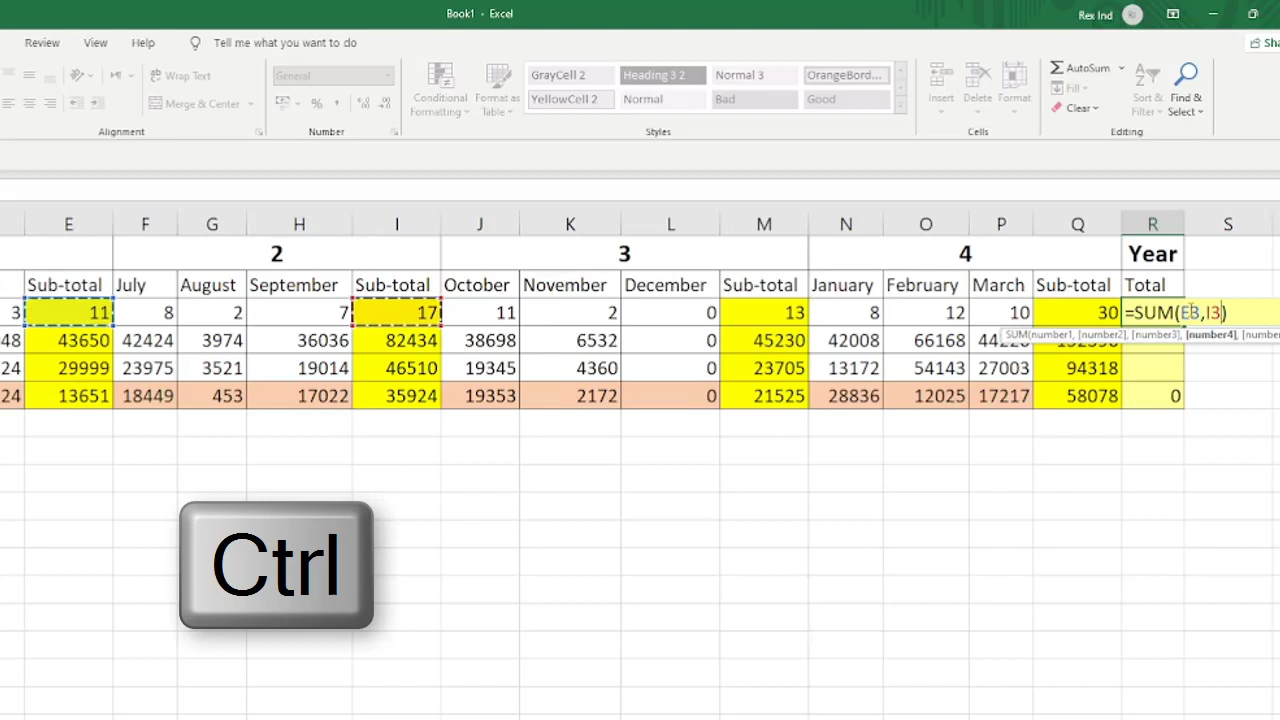 Book1 - Excel
Rex Ind
Review View Help Tell me what you want to do
Sha
Wrap Text
General
Merge & Center
%
Conditional Formatting
Format as Table
GrayCell 2 Heading 3 2 Normal 3 OrangeBord...
YellowCell 2 Normal Bad Good
Insert Delete Format
AutoSum
Fill
Clear
Sort & Filter
Find & Select
Alignment Number Styles Cells Editing
E F G H I J K L M N O P Q R S
2 3 4 Year
Sub-total July August September Sub-total October November December Sub-total January February March Sub-total Total
3 11 8 2 7 17 11 2 0 13 8 12 10 30 =SUM(E3,I3)
SUM(number1, [number2], [number3], [number4], [number
48 43650 42424 3974 36036 82434 38698 6532 0 45230 42008 66168
24 29999 23975 3521 19014 46510 19345 4360 0 23705 13172 54143 27003 94318
24 13651 18449 453 17022 35924 19353 2172 0 21525 28836 12025 17217 58078 0
Ctrl